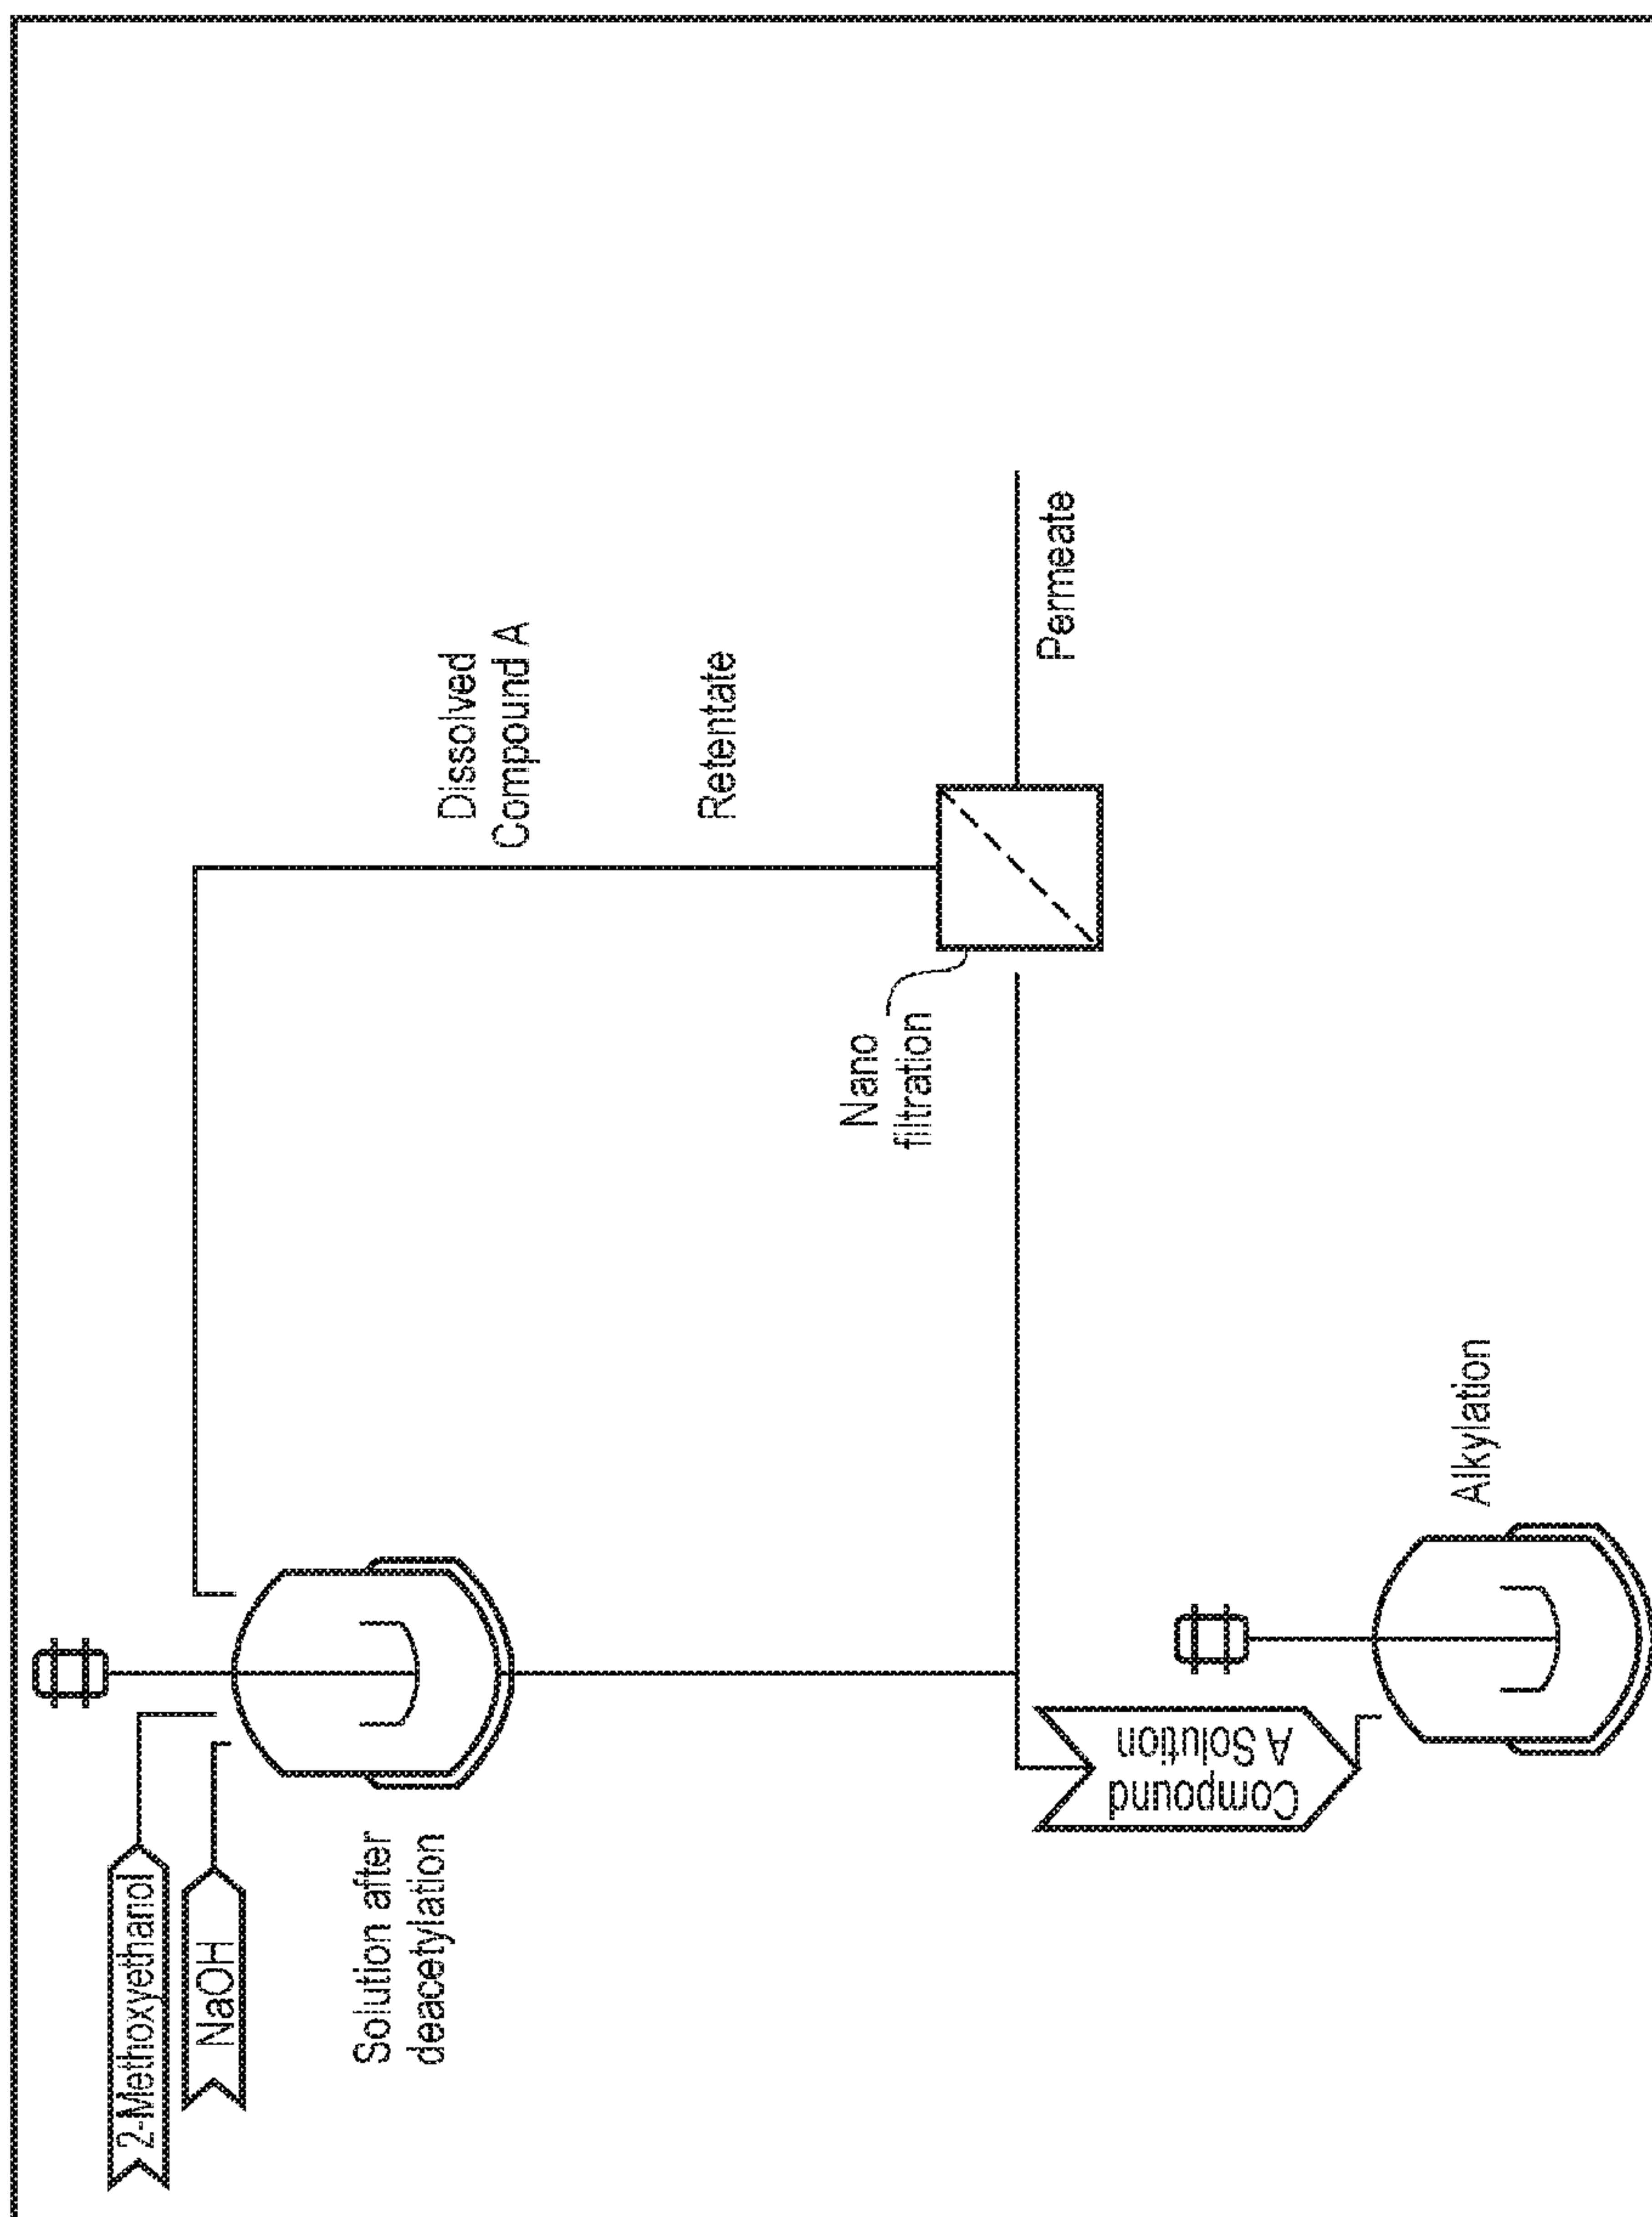 2-Methoxyethanol
NaOH
Solution after
deacetylation
Dissolved
Compound A
Retentate
Nano
filtration
Permeate
Compound
A Solution
Alkylation